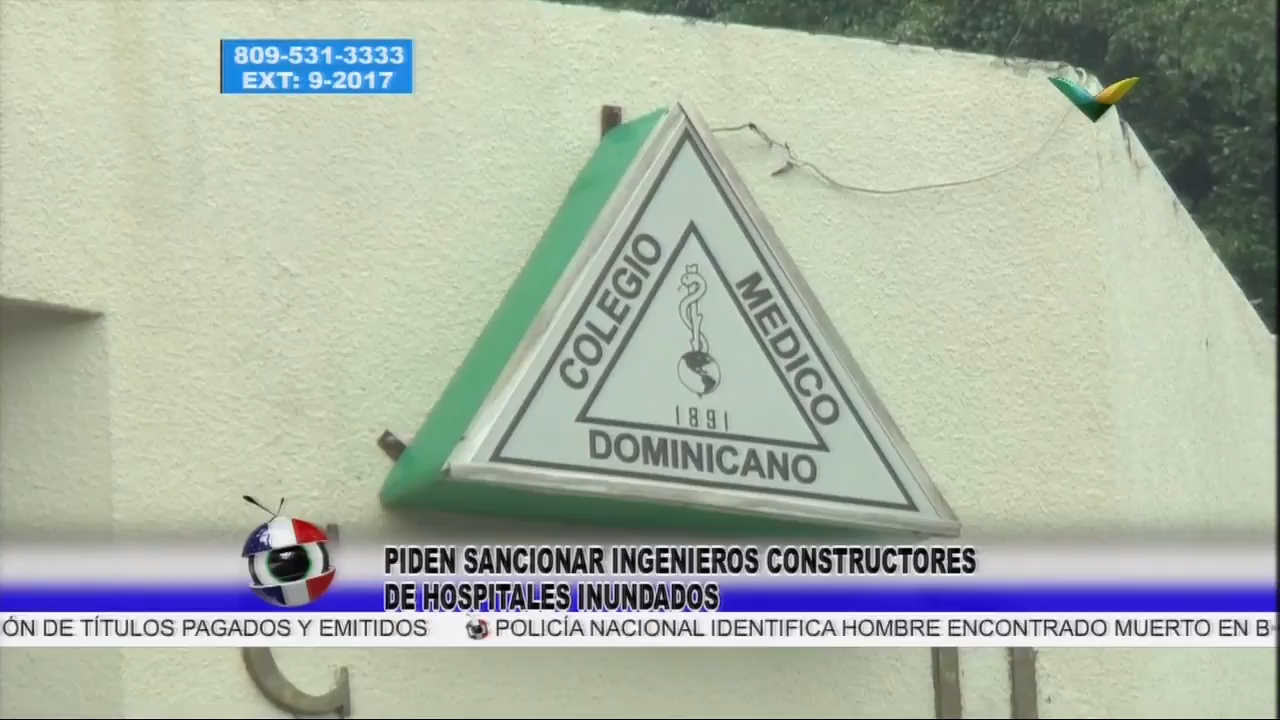 809-531-3333
EXT: 9-2017
COLEGIO
MEDICO
DOMINICANO
1891
PIDEN SANCIONAR INGENIEROS CONSTRUCTORES
DE HOSPITALES INUNDADOS
ÓN DE TÍTULOS PAGADOS Y EMITIDOS POLICÍA NACIONAL IDENTIFICA HOMBRE ENCONTRADO MUERTO EN B